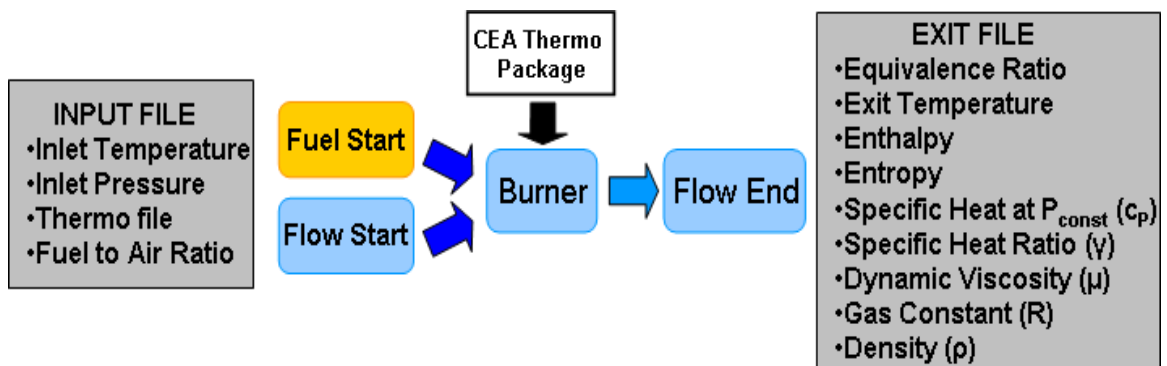 INPUT FILE
•Inlet Temperature
•Inlet Pressure
•Thermo file
•Fuel to Air Ratio
Fuel Start
Flow Start
CEA Thermo
Package
Burner
Flow End
EXIT FILE
•Equivalence Ratio
•Exit Temperature
•Enthalpy
•Entropy
•Specific Heat at Pconst (cP)
•Specific Heat Ratio (γ)
•Dynamic Viscosity (μ)
•Gas Constant (R)
•Density (ρ)